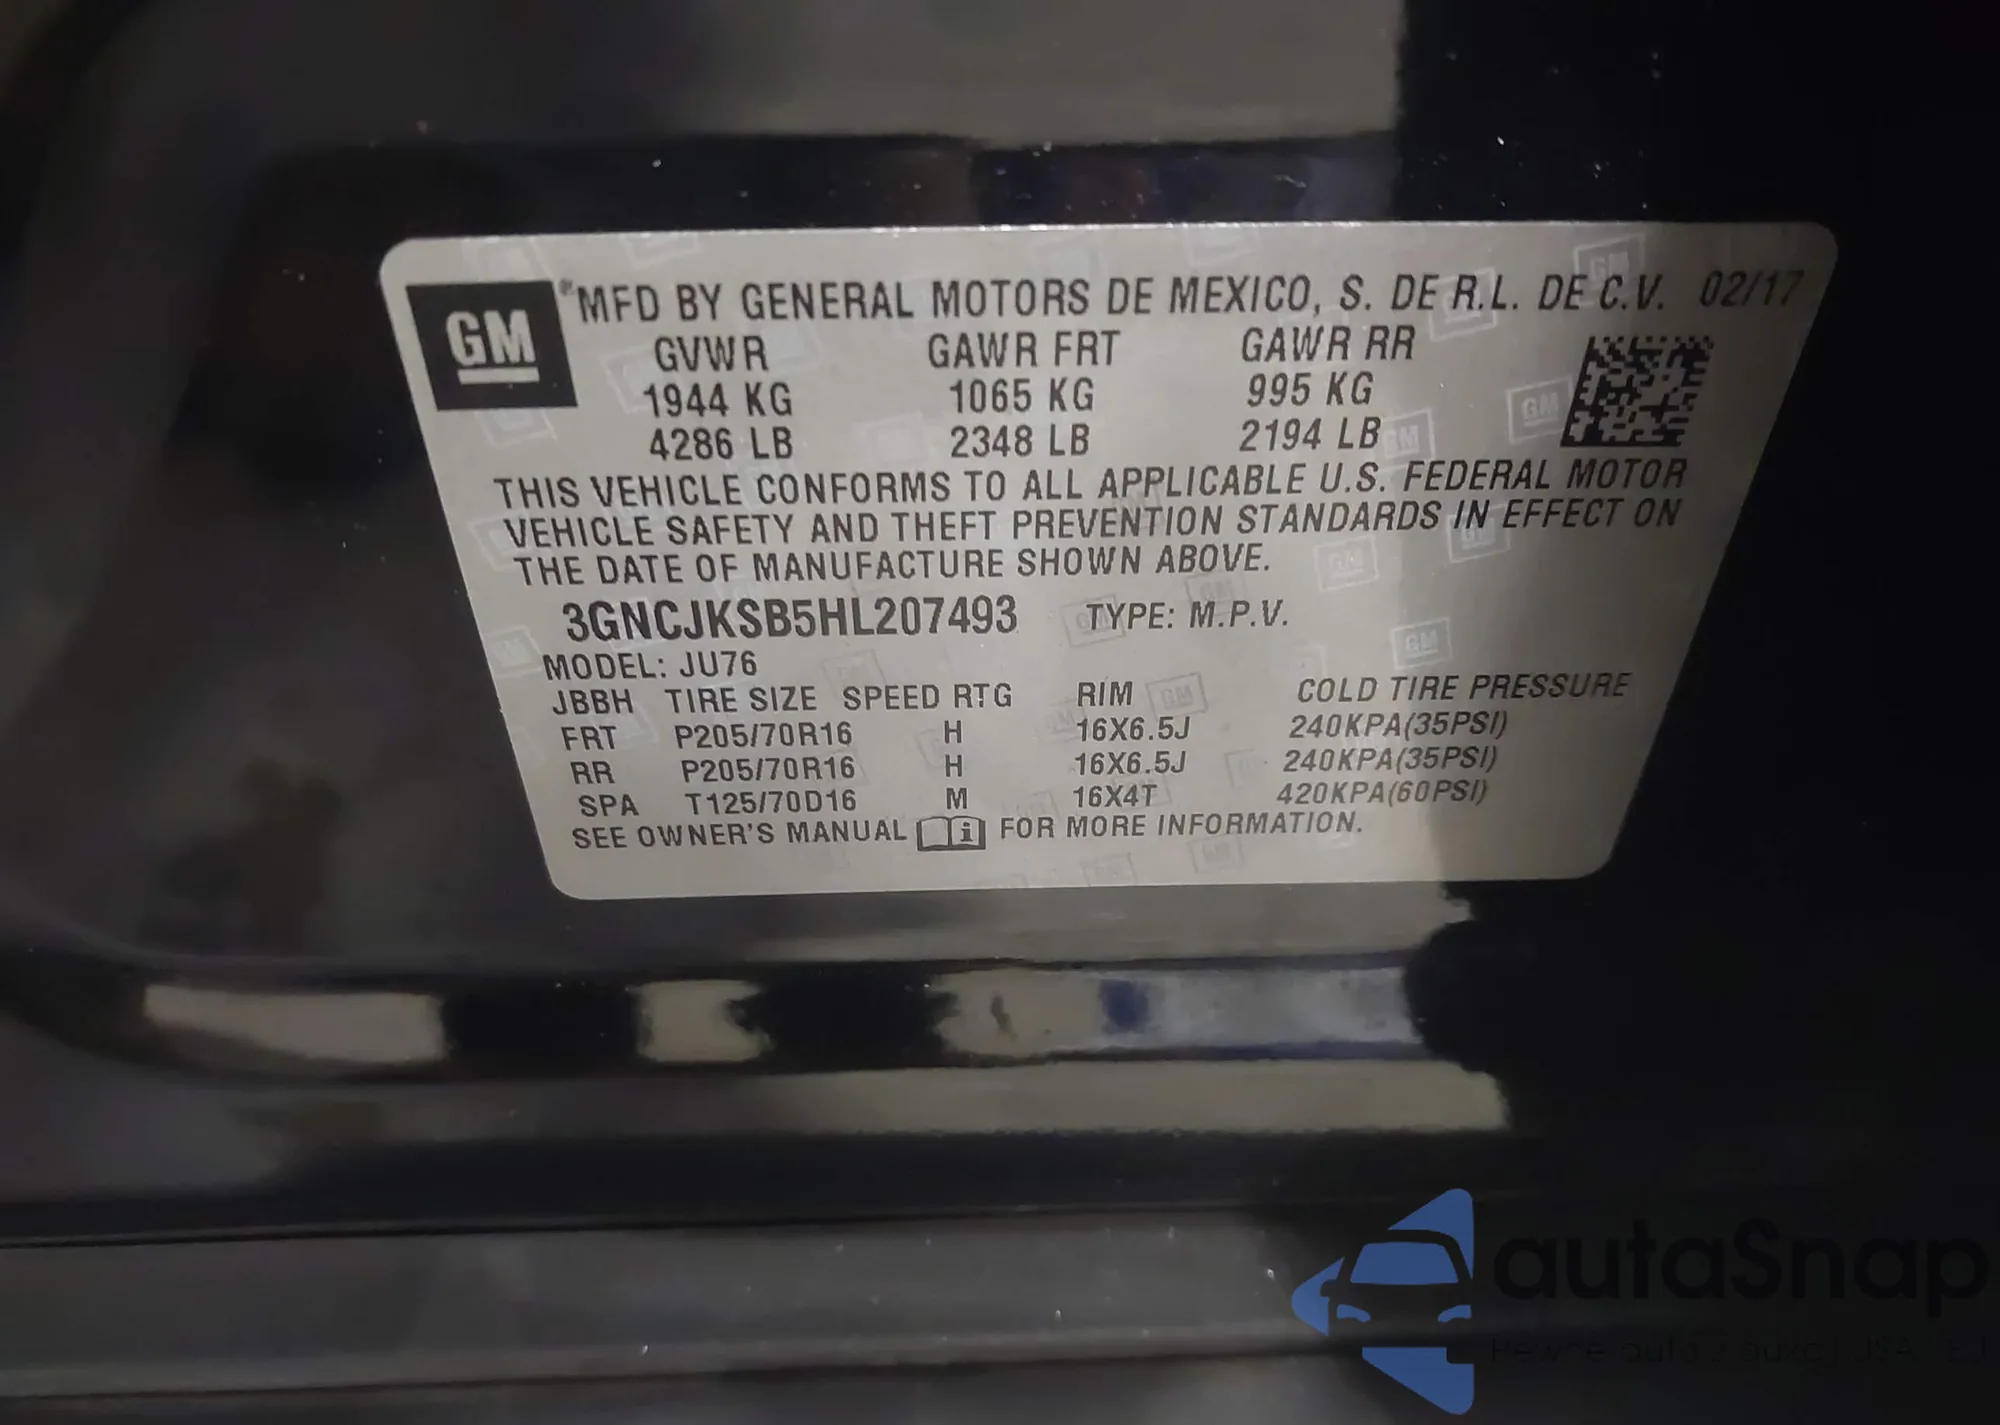 GM
®MFD BY GENERAL MOTORS DE MEXICO, S. DE R.L. DE C.V. 02/17
GVWR GAWR FRT GAWR RR
1944 KG 1065 KG 995 KG
4286 LB 2348 LB 2194 LB
THIS VEHICLE CONFORMS TO ALL APPLICABLE U.S. FEDERAL MOTOR
VEHICLE SAFETY AND THEFT PREVENTION STANDARDS IN EFFECT ON
THE DATE OF MANUFACTURE SHOWN ABOVE.
3GNCJKSB5HL207493 TYPE: M.P.V.
MODEL: JU76
JBBH TIRE SIZE SPEED RTG RIM COLD TIRE PRESSURE
FRT P205/70R16 H 16X6.5J 240KPA(35PSI)
RR P205/70R16 H 16X6.5J 240KPA(35PSI)
SPA T125/70D16 M 16X4T 420KPA(60PSI)
SEE OWNER'S MANUAL i FOR MORE INFORMATION.
autaSnap
auta